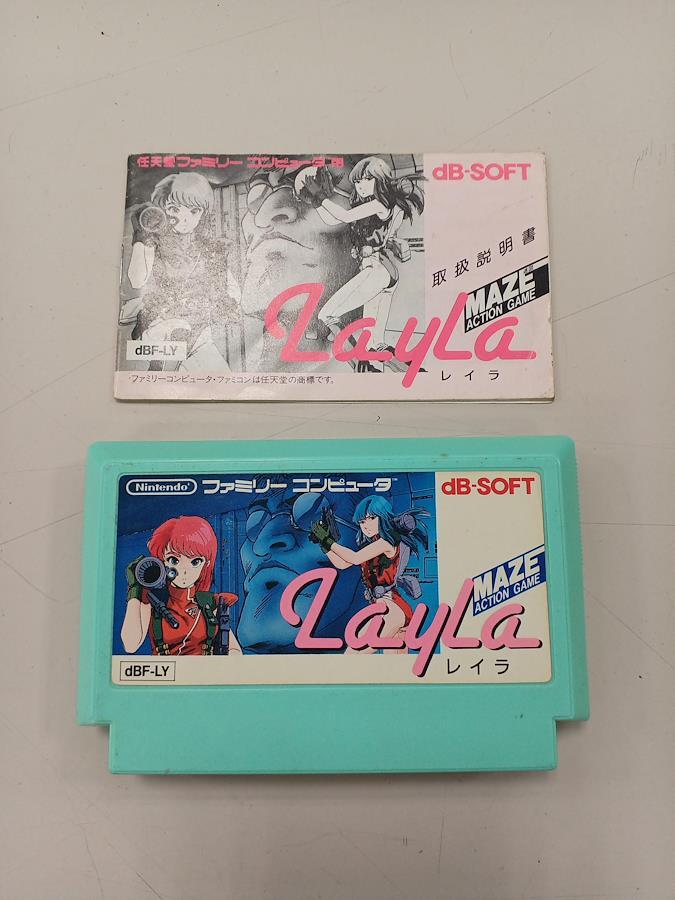 任天堂ファミリー コンピュータ用
dB-SOFT
取扱説明書
MAZE
ACTION GAME
LayLa
レイラ
dBF-LY
ファミリーコンピュータ・ファミコンは任天堂の商標です。
Nintendo® ファミリー コンピュータ™
dB-SOFT
MAZE
ACTION GAME
LayLa
レイラ
dBF-LY